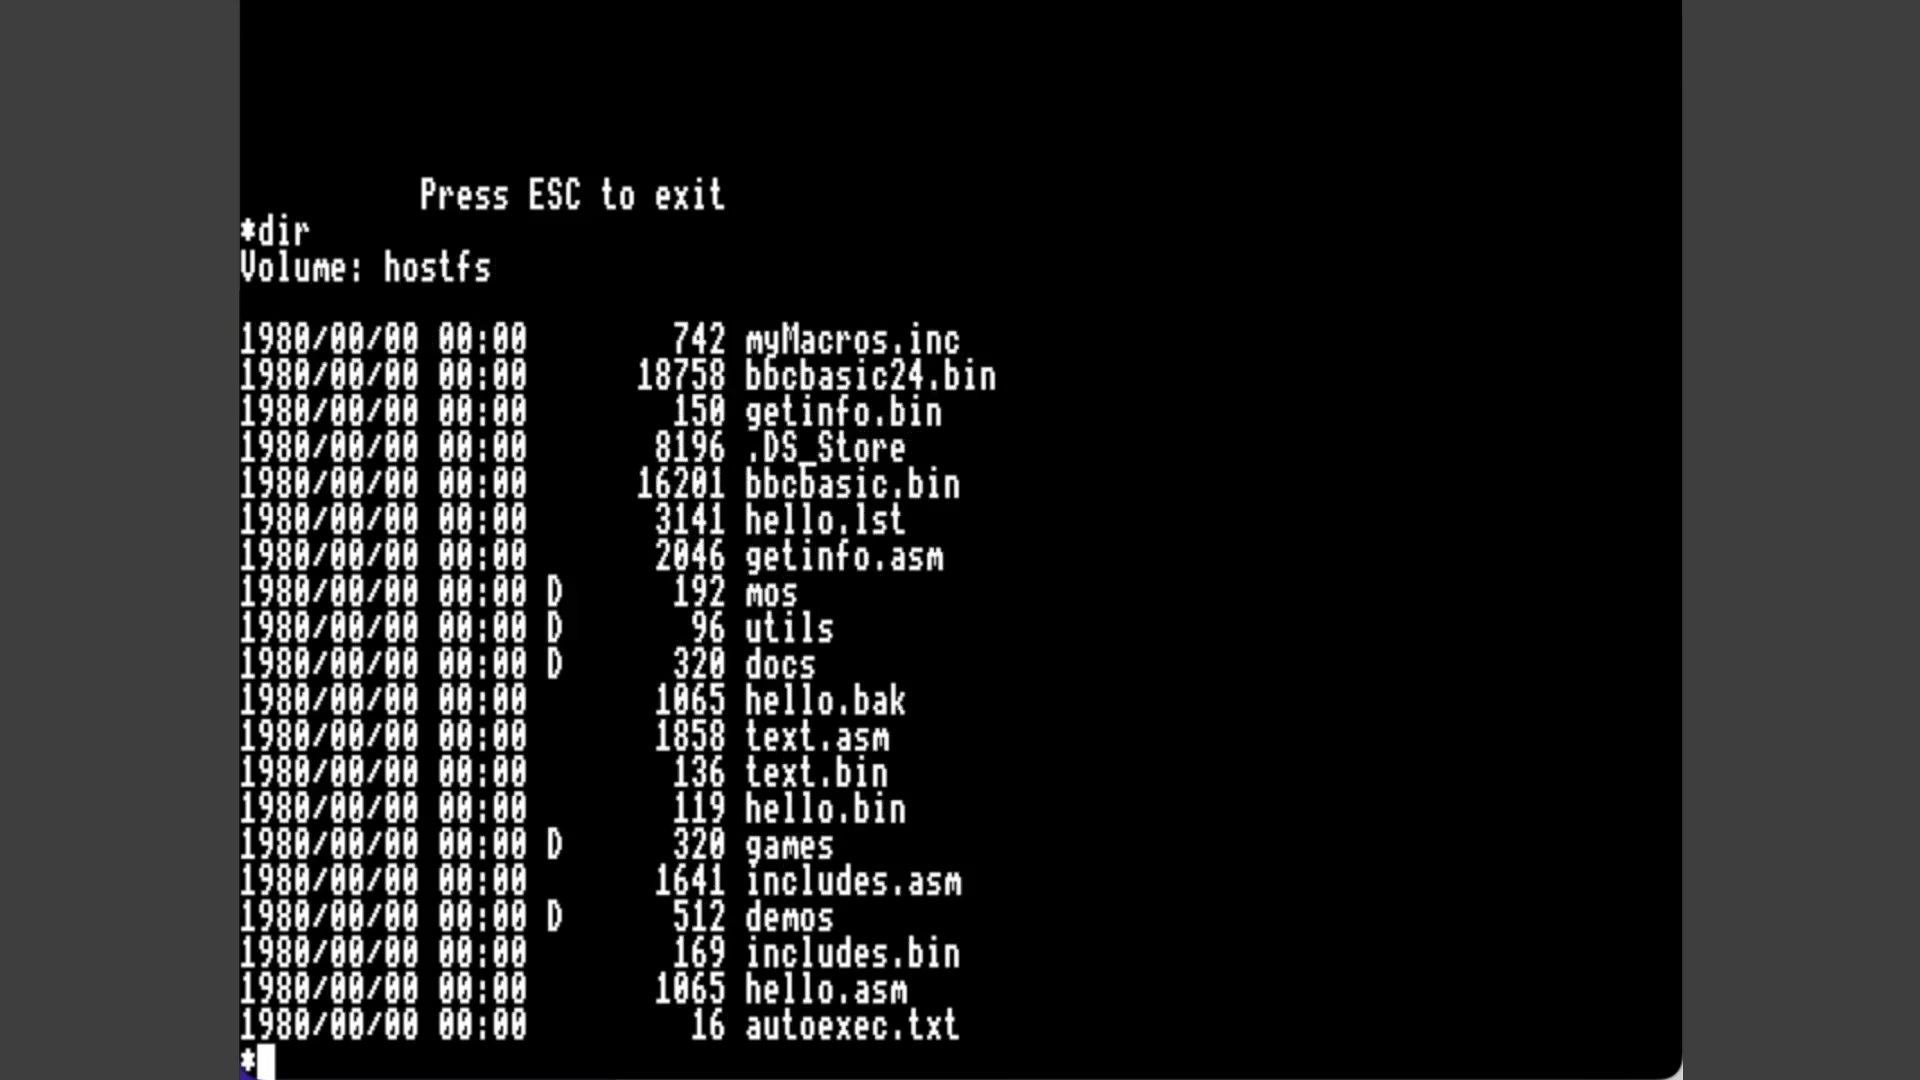 Press ESC to exit
*dir
Volume: hostfs
1980/00/00 00:00 742 myMacros.inc
1980/00/00 00:00 18758 bbcbasic24.bin
1980/00/00 00:00 150 getinfo.bin
1980/00/00 00:00 8196 .DS_Store
1980/00/00 00:00 16201 bbcbasic.bin
1980/00/00 00:00 3141 hello.lst
1980/00/00 00:00 2046 getinfo.asm
1980/00/00 00:00 D 192 mos
1980/00/00 00:00 D 96 utils
1980/00/00 00:00 D 320 docs
1980/00/00 00:00 1065 hello.bak
1980/00/00 00:00 1858 text.asm
1980/00/00 00:00 136 text.bin
1980/00/00 00:00 119 hello.bin
1980/00/00 00:00 D 320 games
1980/00/00 00:00 1641 includes.asm
1980/00/00 00:00 D 512 demos
1980/00/00 00:00 169 includes.bin
1980/00/00 00:00 1065 hello.asm
1980/00/00 00:00 16 autoexec.txt
*